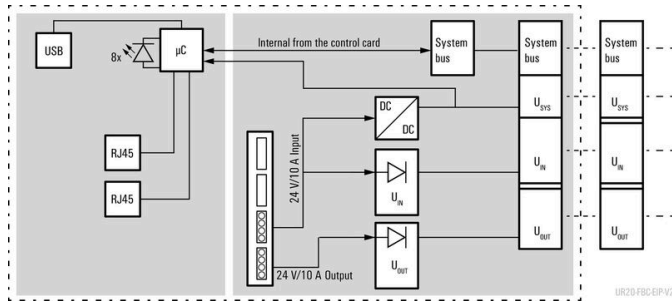 USB
8x
µC
Internal from the control card
System
bus
System
bus
System
bus
DC
DC
U SYS
U SYS
RJ45
RJ45
24 V/10 A Input
U IN
U IN
U IN
24 V/10 A Output
U OUT
U OUT
U OUT
UR20-FBC-EIP-V2